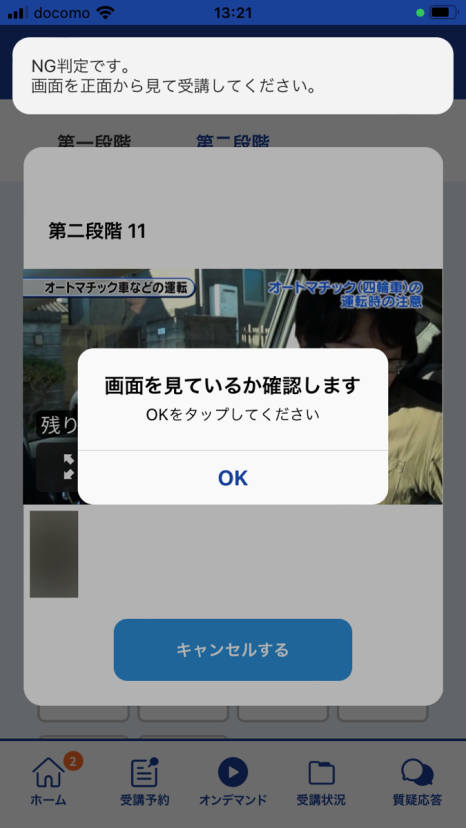 docomo
13:21
NG判定です。
画面を正面から見て受講してください。
第一段階
第二段階
第二段階 11
オートマチック車などの運転
オートマチック(四輪車)の
運転時の注意
残り
画面を見ているか確認します
OKをタップしてください
OK
キャンセルする
2
ホーム
受講予約
オンデマンド
受講状況
質疑応答